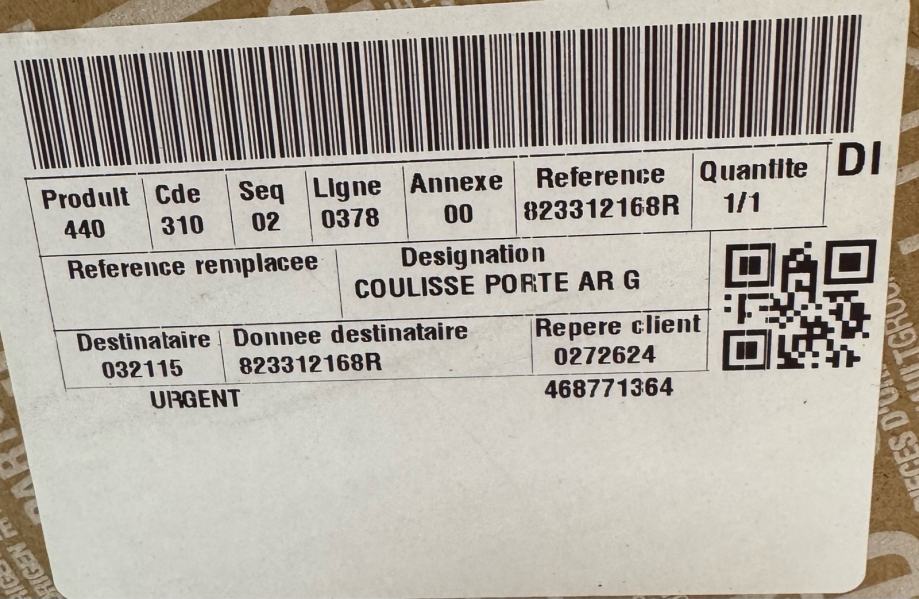 Produit Cde Seq Ligne Annexe Reference Quantite DI
440 310 02 0378 00 823312168R 1/1
Reference remplacee Designation
COULISSE PORTE AR G
Destinataire Donnee destinataire Repere client
032115 823312168R 0272624
URGENT 468771364